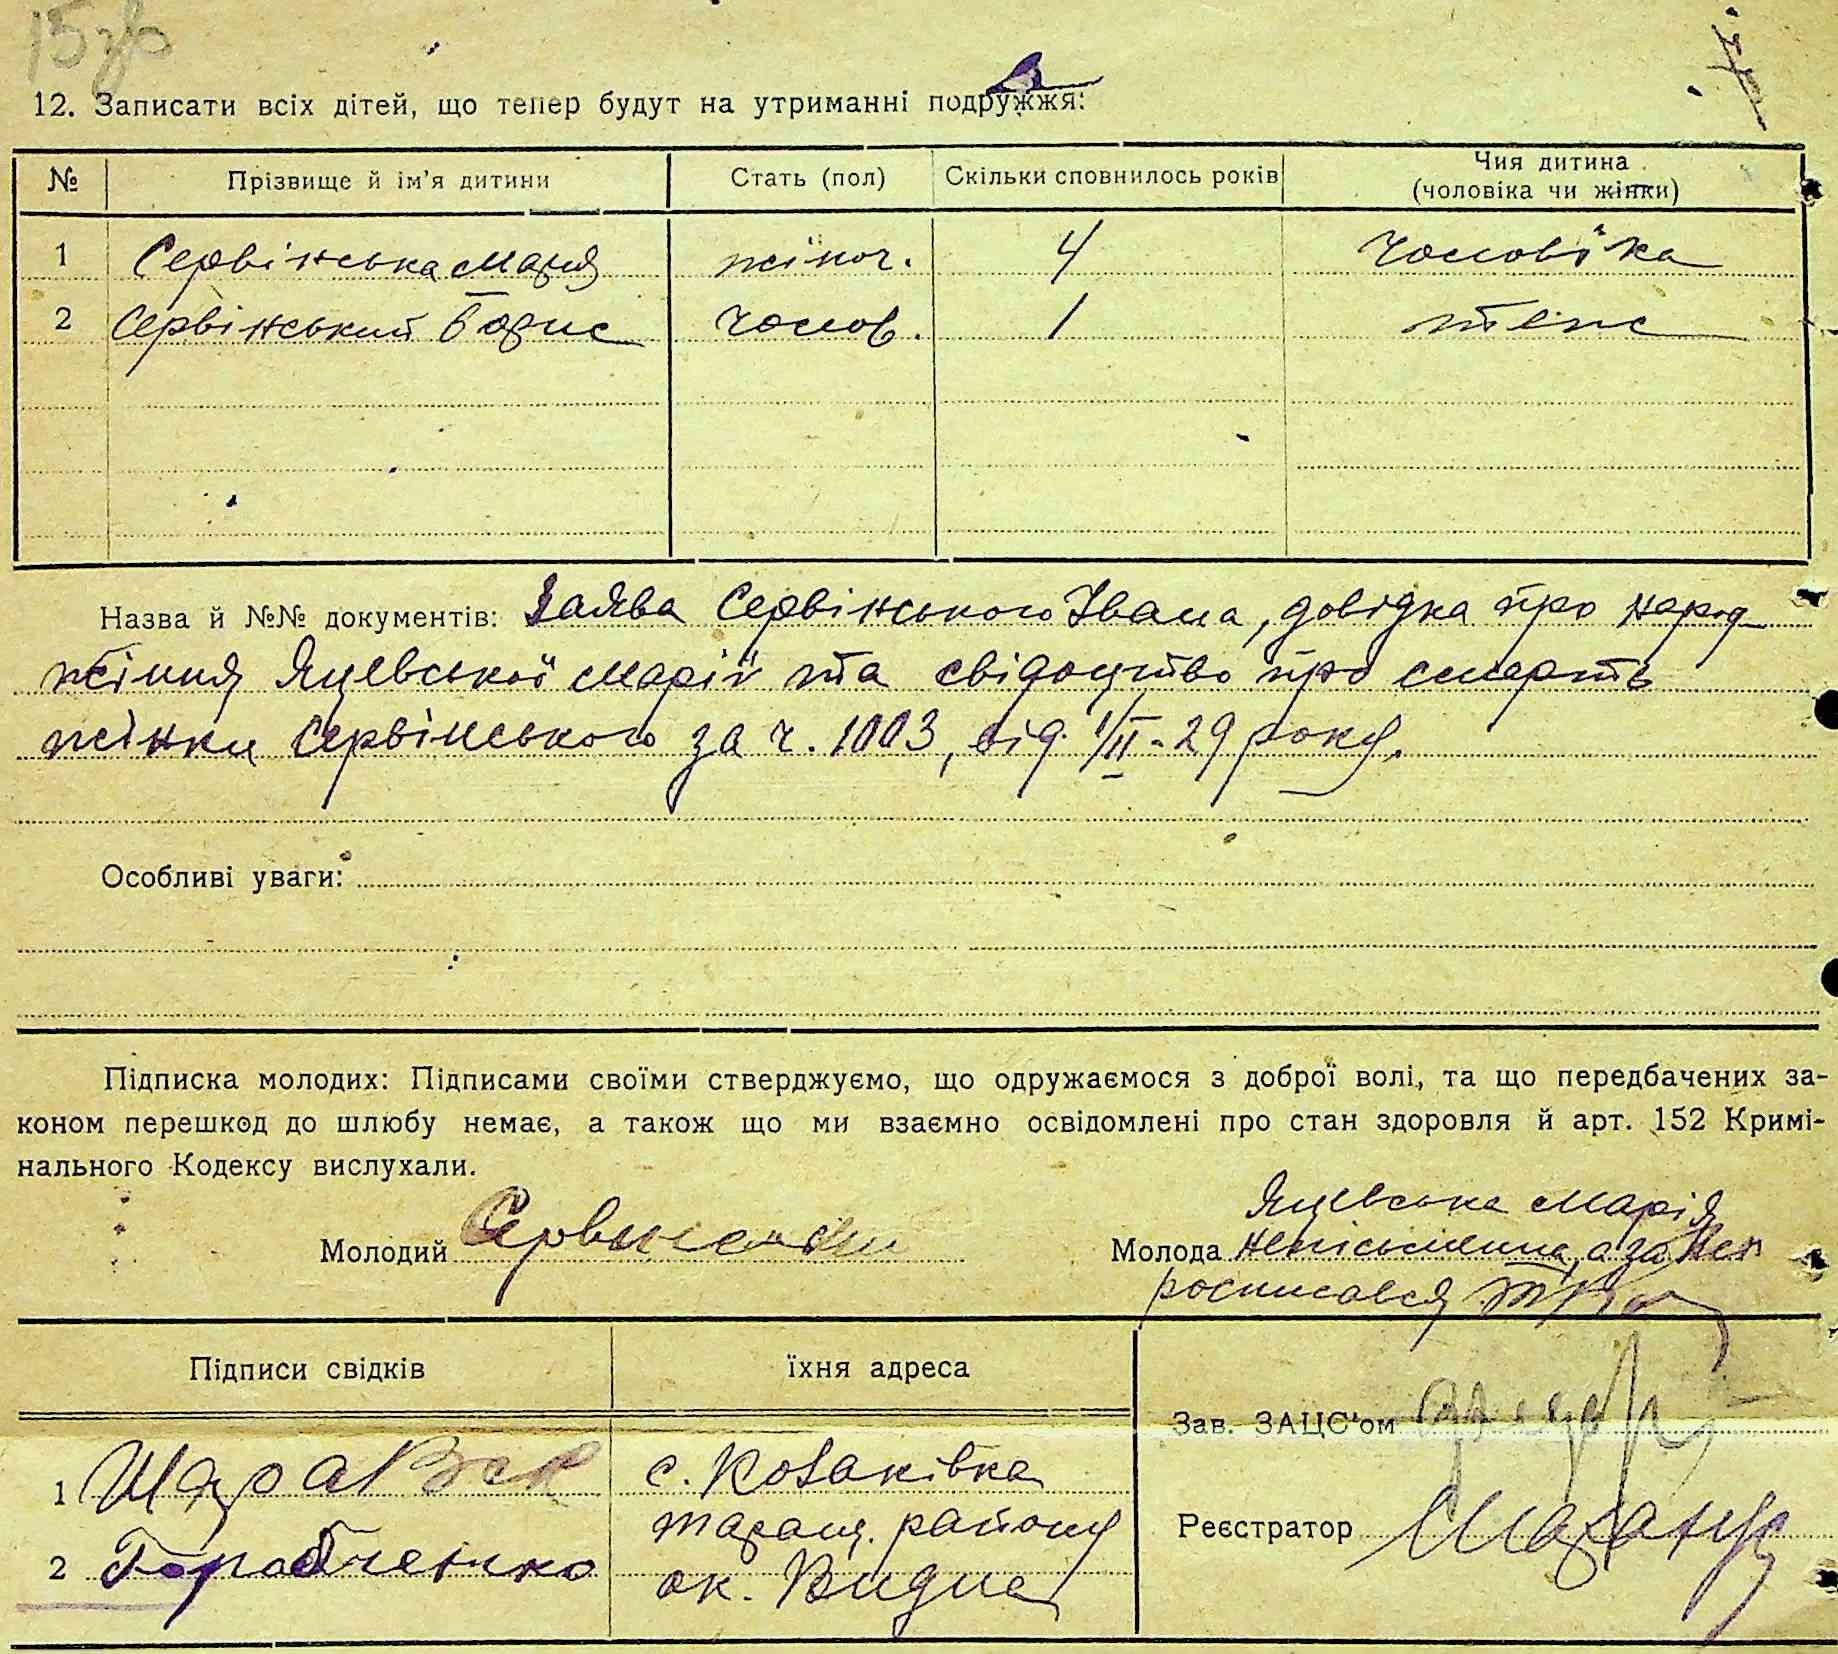 15зв
12. Записати всіх дітей, що тепер будут на утриманні подружжя:
№ Прізвище й ім'я дитини Стать (пол) Скільки сповнилось років Чия дитина (чоловіка чи жінки)
1 Сервінська Марія жіноч. 4 Чоловіка
2 Сервінський Борис Чолов. 1 теж
Назва й №№ документів: Заява Сервінського Івана, довідка про народ
жіння Яцевської Марії та свідоцтво про смерть
жінки Сервінського за ч. 1003, від 1/II - 29 року.
Особливі уваги:
Підписка молодих: Підписами своїми стверджуємо, що одружаємося з доброї волі, та що передбачених за-
коном перешкод до шлюбу немає, а також що ми взаємно освідомлені про стан здоровля й арт. 152 Кримі-
нального Кодексу вислухали.
Яцевська Марія
Молодий Молода неписьменна, а за неї
росписався
Підписи свідків їхня адреса
Зав. ЗАЦС'ом
1 с. Козаківка
таращ. району
Реєстратор
2 Горобченко
ок.